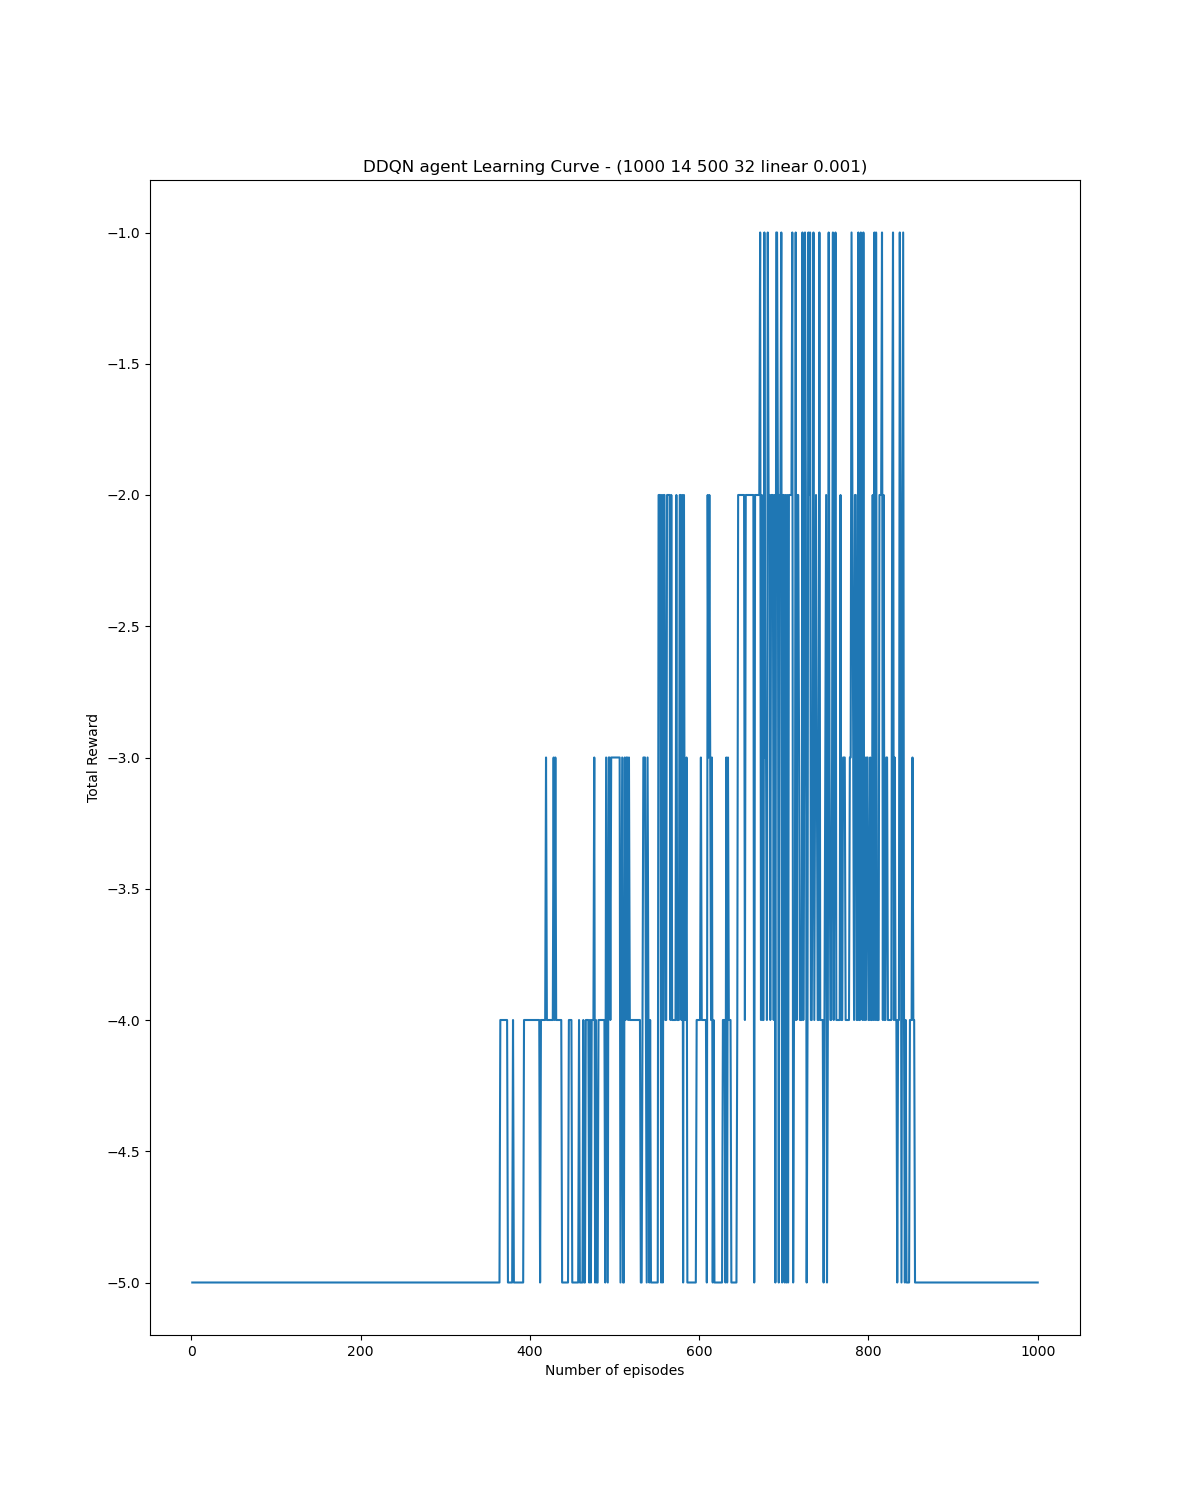 DDQN agent Learning Curve - (1000 14 500 32 linear 0.001)
−1.0
−1.5
−2.0
−2.5
−3.0
−3.5
−4.0
−4.5
−5.0
Total Reward
0 200 400 600 800 1000
Number of episodes